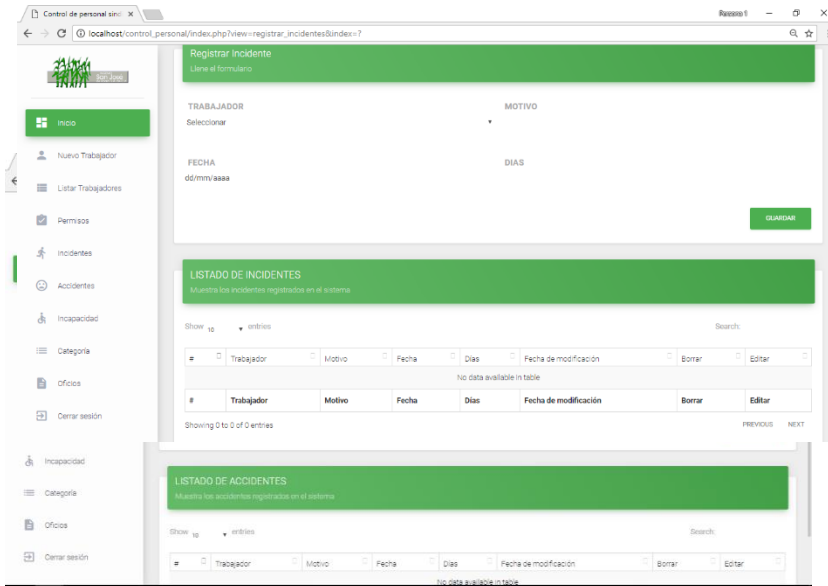 Control de personal sind
Persona 1
localhost/control_personal/index.php?view=registrar_incidentes&index=?
San José
Registrar Incidente
Llene el formulario
TRABAJADOR MOTIVO
Seleccionar
FECHA DIAS
dd/mm/aaaa
GUARDAR
Inicio
Nuevo Trabajador
Listar Trabajadores
Permisos
Incidentes
Accidentes
Incapacidad
Categoría
Oficios
Cerrar sesión
LISTADO DE INCIDENTES
Muestra los incidentes registrados en el sistema
Show 10 entries Search:
# Trabajador Motivo Fecha Dias Fecha de modificación Borrar Editar
No data available in table
# Trabajador Motivo Fecha Dias Fecha de modificación Borrar Editar
Showing 0 to 0 of 0 entries PREVIOUS NEXT
Incapacidad
Categoría
Oficios
Cerrar sesión
LISTADO DE ACCIDENTES
Muestra los accidentes registrados en el sistema
Show 10 entries Search:
# Trabajador Motivo Fecha Dias Fecha de modificación Borrar Editar
No data available in table